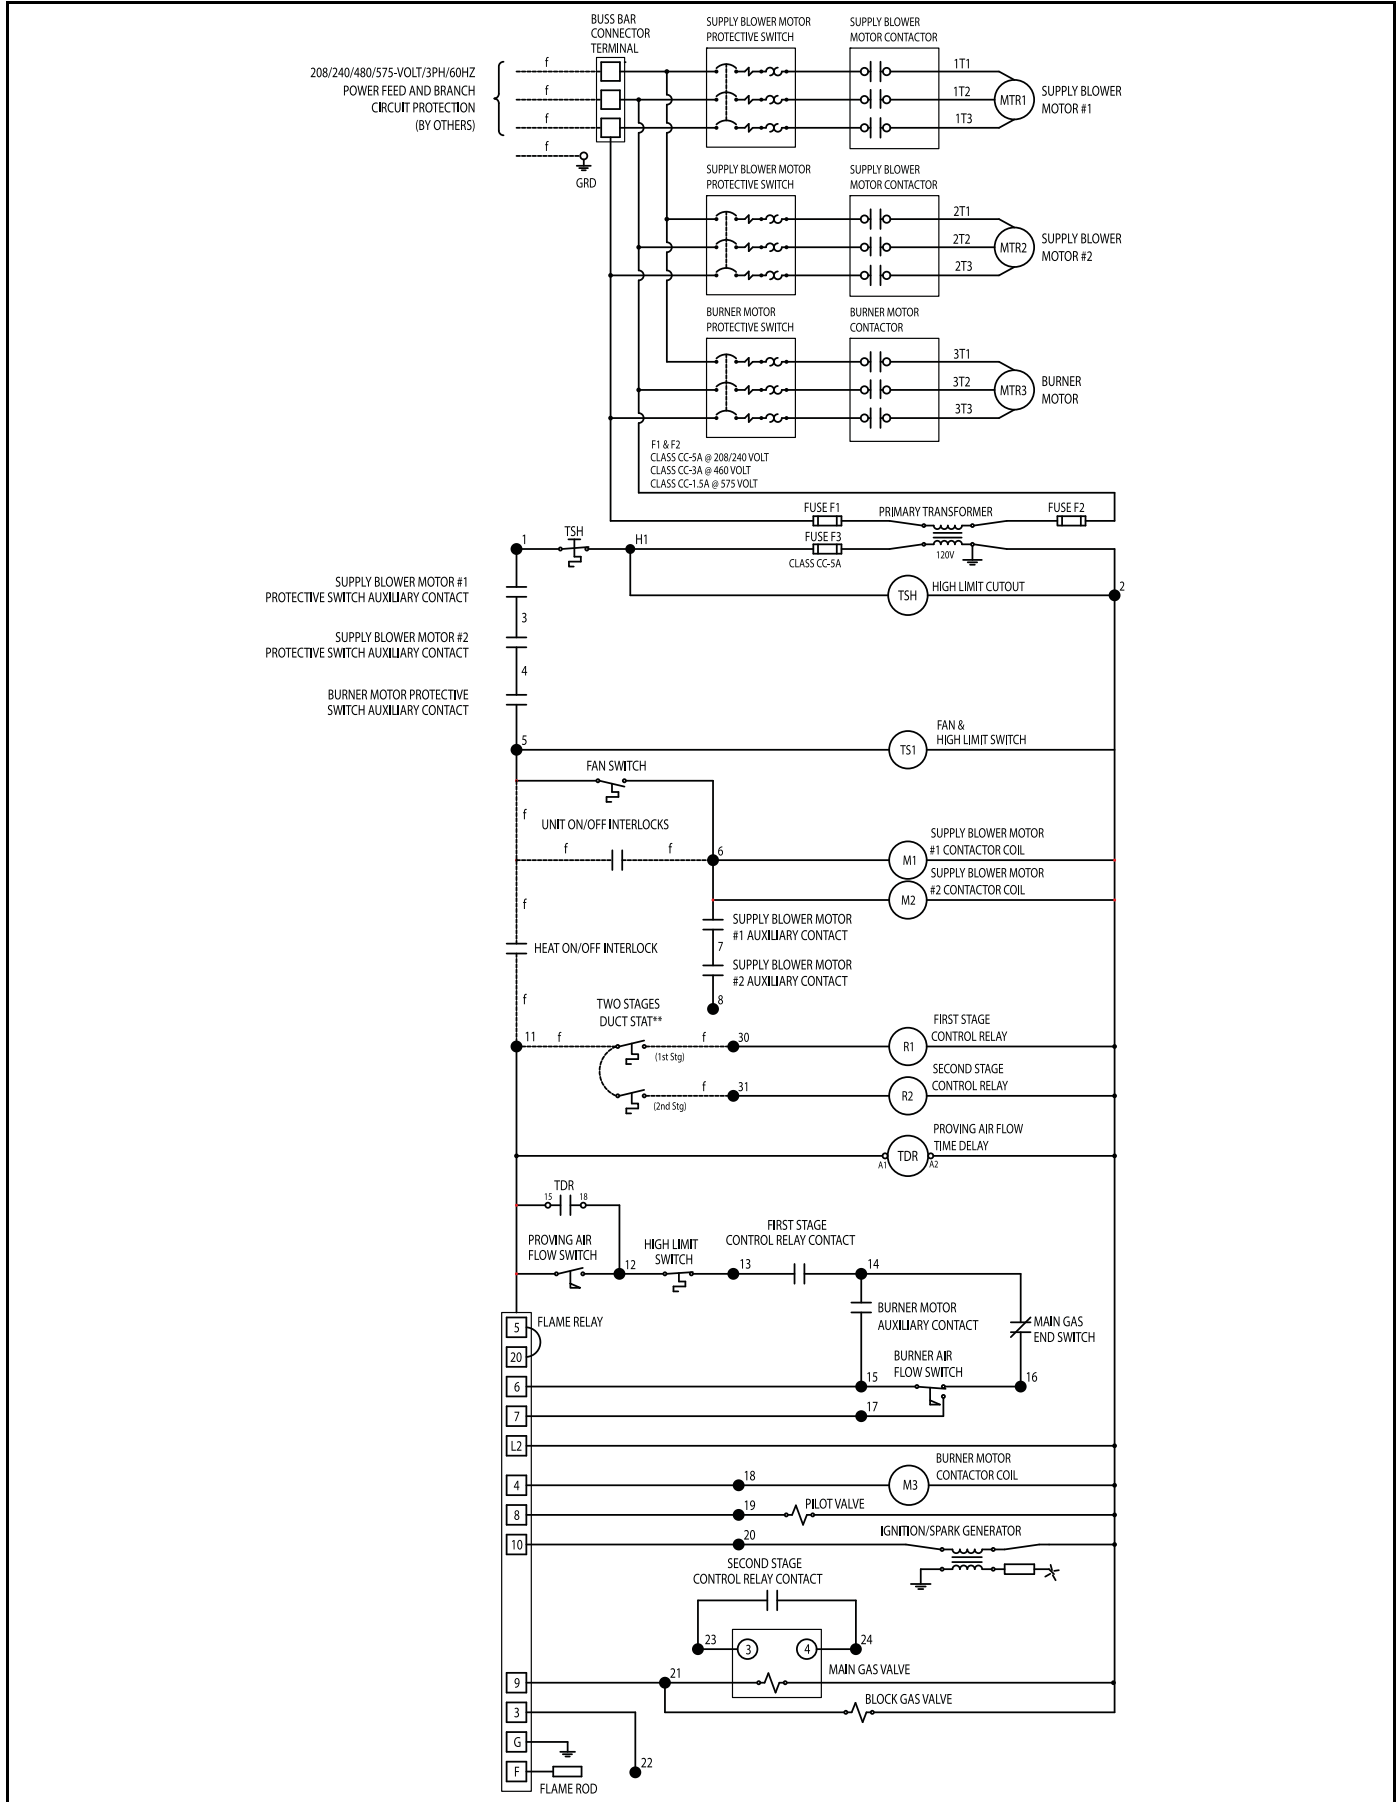 BUSS BAR
CONNECTOR
TERMINAL
SUPPLY BLOWER MOTOR
PROTECTIVE SWITCH
SUPPLY BLOWER
MOTOR CONTACTOR
208/240/480/575-VOLT/3PH/60HZ
POWER FEED AND BRANCH
CIRCUIT PROTECTION
(BY OTHERS)
f
f
f
f
GRD
1T1
1T2
1T3
MTR1
SUPPLY BLOWER
MOTOR #1
SUPPLY BLOWER MOTOR
PROTECTIVE SWITCH
SUPPLY BLOWER
MOTOR CONTACTOR
2T1
2T2
2T3
MTR2
SUPPLY BLOWER
MOTOR #2
BURNER MOTOR
PROTECTIVE SWITCH
BURNER MOTOR
CONTACTOR
3T1
3T2
3T3
MTR3
BURNER
MOTOR
F1 & F2
CLASS CC-5A @ 208/240 VOLT
CLASS CC-3A @ 460 VOLT
CLASS CC-1.5A @ 575 VOLT
FUSE F1
PRIMARY TRANSFORMER
FUSE F2
1
TSH
H1
FUSE F3
CLASS CC-5A
120V
TSH
HIGH LIMIT CUTOUT
2
SUPPLY BLOWER MOTOR #1
PROTECTIVE SWITCH AUXILIARY CONTACT
3
SUPPLY BLOWER MOTOR #2
PROTECTIVE SWITCH AUXILIARY CONTACT
4
BURNER MOTOR PROTECTIVE
SWITCH AUXILIARY CONTACT
5
TS1
FAN &
HIGH LIMIT SWITCH
FAN SWITCH
f
UNIT ON/OFF INTERLOCKS
f
f
6
M1
SUPPLY BLOWER MOTOR
#1 CONTACTOR COIL
M2
SUPPLY BLOWER MOTOR
#2 CONTACTOR COIL
f
SUPPLY BLOWER MOTOR
#1 AUXILIARY CONTACT
7
HEAT ON/OFF INTERLOCK
SUPPLY BLOWER MOTOR
#2 AUXILIARY CONTACT
f
8
TWO STAGES
DUCT STAT**
11
f
(1st Stg)
f
30
R1
FIRST STAGE
CONTROL RELAY
(2nd Stg)
f
31
R2
SECOND STAGE
CONTROL RELAY
A1
TDR
A2
PROVING AIR FLOW
TIME DELAY
TDR
15
18
PROVING AIR
FLOW SWITCH
12
HIGH LIMIT
SWITCH
13
FIRST STAGE
CONTROL RELAY CONTACT
14
BURNER MOTOR
AUXILIARY CONTACT
MAIN GAS
END SWITCH
5
FLAME RELAY
20
BURNER AIR
FLOW SWITCH
6
15
16
7
17
L2
4
18
M3
BURNER MOTOR
CONTACTOR COIL
8
19
PILOT VALVE
10
20
IGNITION/SPARK GENERATOR
SECOND STAGE
CONTROL RELAY CONTACT
23
3
4
24
9
21
MAIN GAS VALVE
3
BLOCK GAS VALVE
G
F
FLAME ROD
22